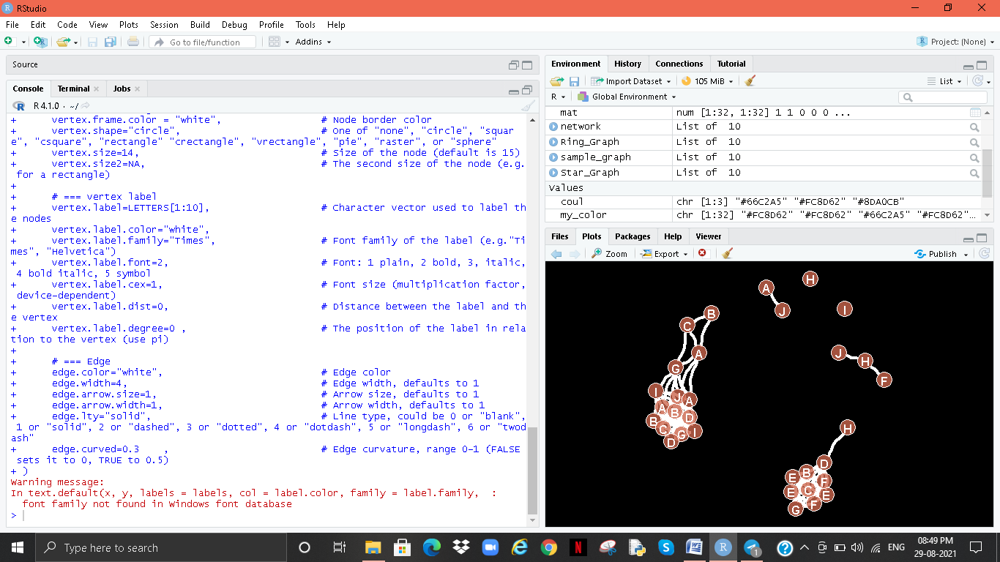 RStudio
File Edit Code View Plots Session Build Debug Profile Tools Help
Go to file/function Addins Project: (None)
Source
Console Terminal Jobs
R 4.1.0 · ~/
+ vertex.frame.color = "white", # Node border color
+ vertex.shape="circle", # One of "none", "circle", "squar
e", "csquare", "rectangle" "crectangle", "vrectangle", "pie", "raster", or "sphere"
+ vertex.size=14, # Size of the node (default is 15)
+ vertex.size2=NA, # The second size of the node (e.g.
for a rectangle)
+
+ # === vertex label
+ vertex.label=LETTERS[1:10], # Character vector used to label th
e nodes
+ vertex.label.color="white",
+ vertex.label.family="Times", # Font family of the label (e.g."Ti
mes", "Helvetica")
+ vertex.label.font=2, # Font: 1 plain, 2 bold, 3, italic,
4 bold italic, 5 symbol
+ vertex.label.cex=1, # Font size (multiplication factor,
device-dependent)
+ vertex.label.dist=0, # Distance between the label and th
e vertex
+ vertex.label.degree=0 , # The position of the label in rela
tion to the vertex (use pi)
+
+ # === Edge
+ edge.color="white", # Edge color
+ edge.width=4, # Edge width, defaults to 1
+ edge.arrow.size=1, # Arrow size, defaults to 1
+ edge.arrow.width=1, # Arrow width, defaults to 1
+ edge.lty="solid", # Line type, could be 0 or "blank",
1 or "solid", 2 or "dashed", 3 or "dotted", 4 or "dotdash", 5 or "longdash", 6 or "twod
ash"
+ edge.curved=0.3 , # Edge curvature, range 0-1 (FALSE
sets it to 0, TRUE to 0.5)
+ )
Warning message:
In text.default(x, y, labels = labels, col = label.color, family = label.family, :
font family not found in Windows font database
>
Environment History Connections Tutorial
Import Dataset 105 MiB List
R Global Environment
mat num [1:32, 1:32] 1 1 0 0 0 ...
network List of 10
Ring_Graph List of 10
sample_graph List of 10
Star_Graph List of 10
Values
coul chr [1:3] "#66C2A5" "#FC8D62" "#8DA0CB"
my_color chr [1:32] "#FC8D62" "#FC8D62" "#66C2A5" "#FC8D62"...
Files Plots Packages Help Viewer
Zoom Export Publish
H
A
J
I
B
C
A
G
J
H
F
I
J
A
A
B
D
B
C
G
I
D
H
D
B
E
F
E
C
E
F
G
Type here to search
ENG
08:49 PM
29-08-2021
1